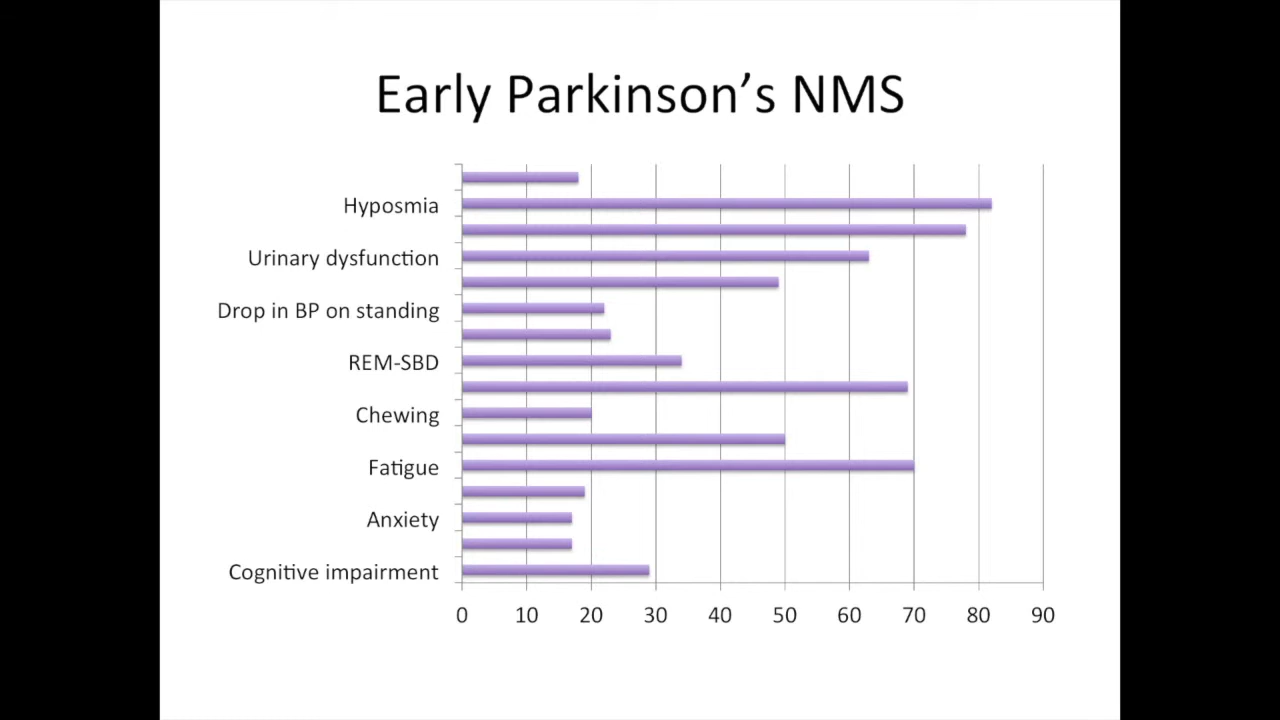 Early Parkinson's NMS
Hyposmia
Urinary dysfunction
Drop in BP on standing
REM-SBD
Chewing
Fatigue
Anxiety
Cognitive impairment
0 10 20 30 40 50 60 70 80 90